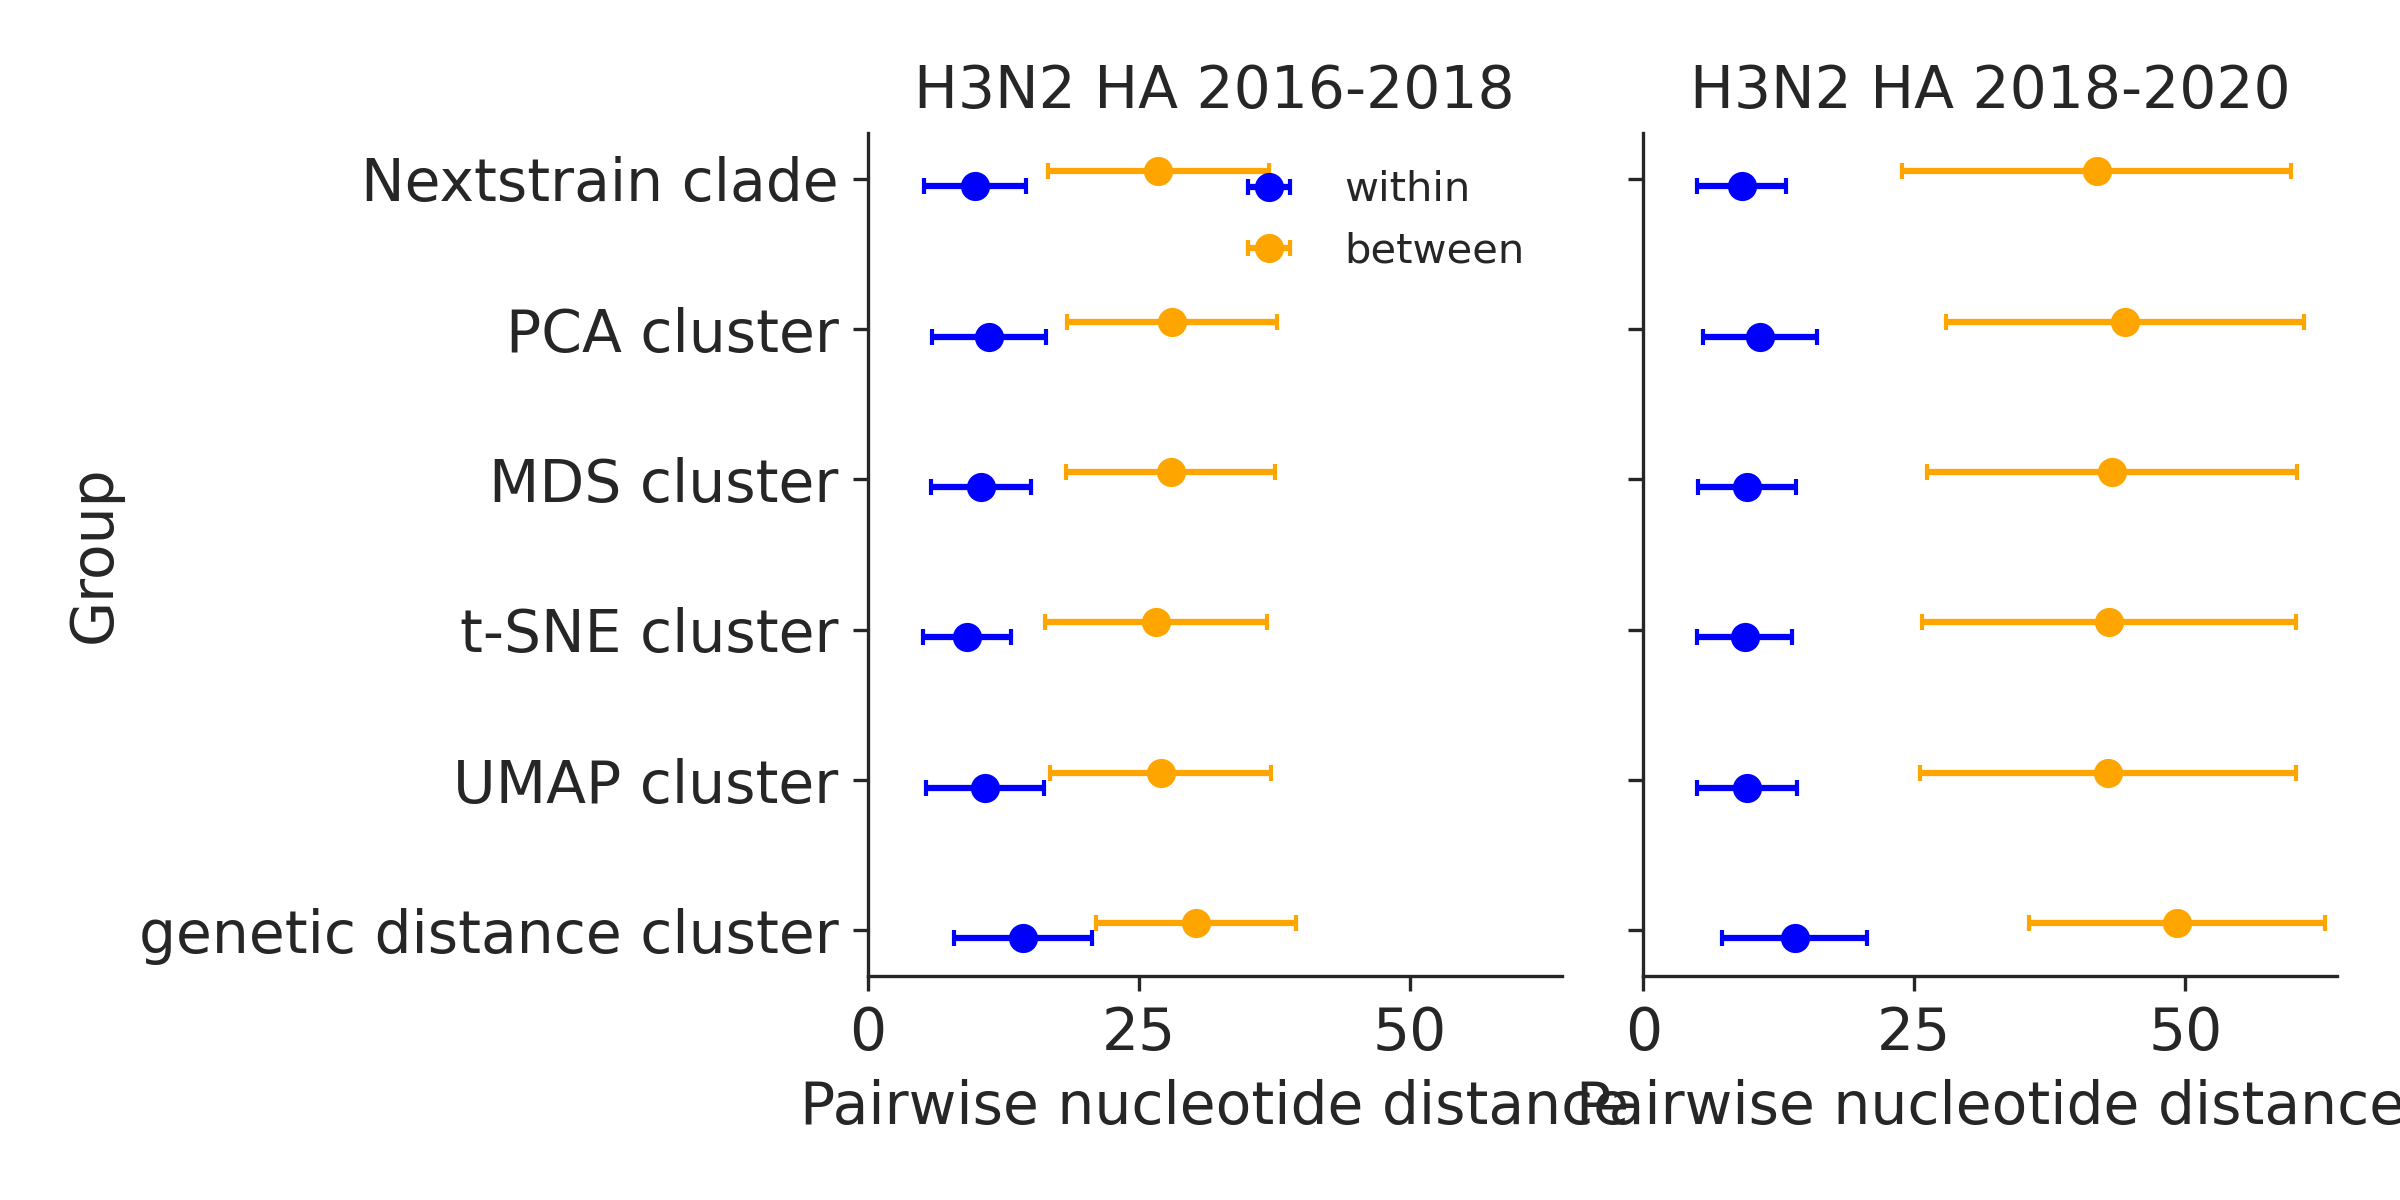 H3N2 HA 2016-2018
H3N2 HA 2018-2020
Group
Nextstrain clade
PCA cluster
MDS cluster
t-SNE cluster
UMAP cluster
genetic distance cluster
within
between
0 25 50
0 25 50
Pairwise nucleotide distance
Pairwise nucleotide distance